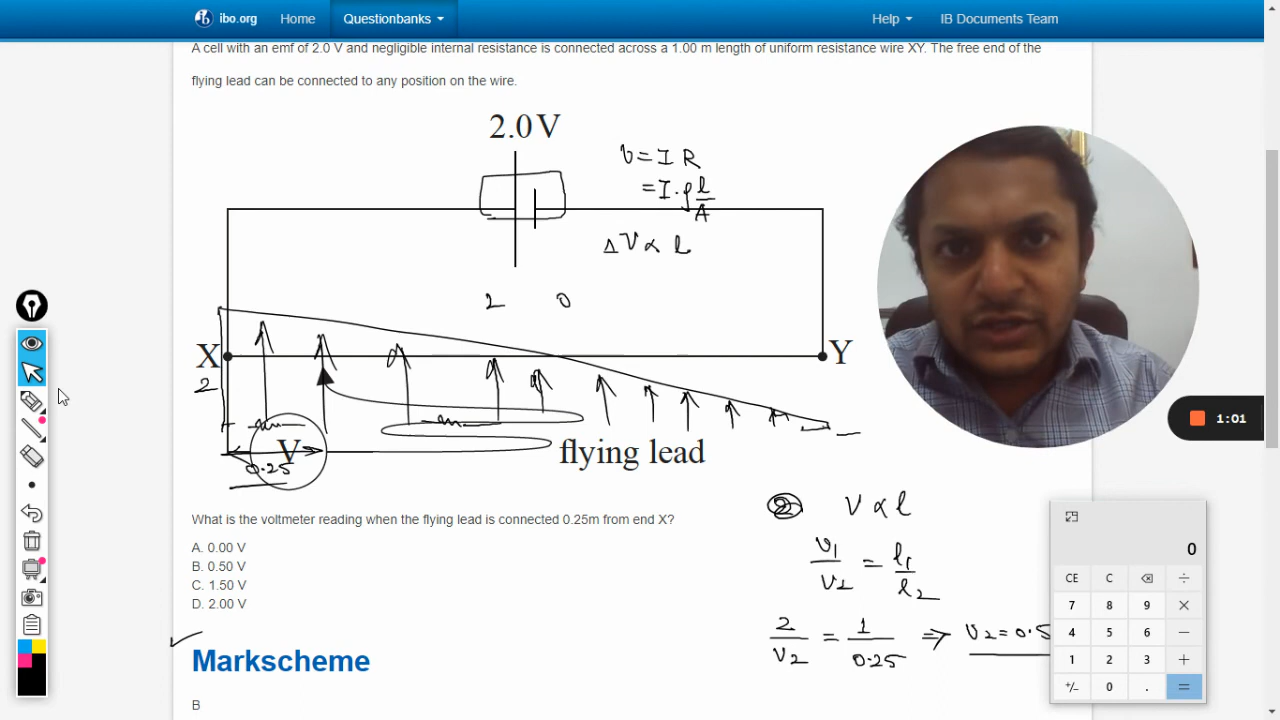 ibo.org Home Questionbanks Help IB Documents Team
A cell with an emf of 2.0 V and negligible internal resistance is connected across a 1.00 m length of uniform resistance wire XY. The free end of the
flying lead can be connected to any position on the wire.
2.0 V
V = I R
= I · ρ l/A
ΔV ∝ l
2 0
X
Y
2
V
0.25
flying lead
What is the voltmeter reading when the flying lead is connected 0.25m from end X?
A. 0.00 V
B. 0.50 V
C. 1.50 V
D. 2.00 V
2 V ∝ l
V1/V2 = l1/l2
2/V2 = 1/0.25 ⇒ V2 = 0.5
Markscheme
B
1:01
0
CE C ÷
7 8 9 ×
4 5 6 −
1 2 3 +
+/− 0 . =